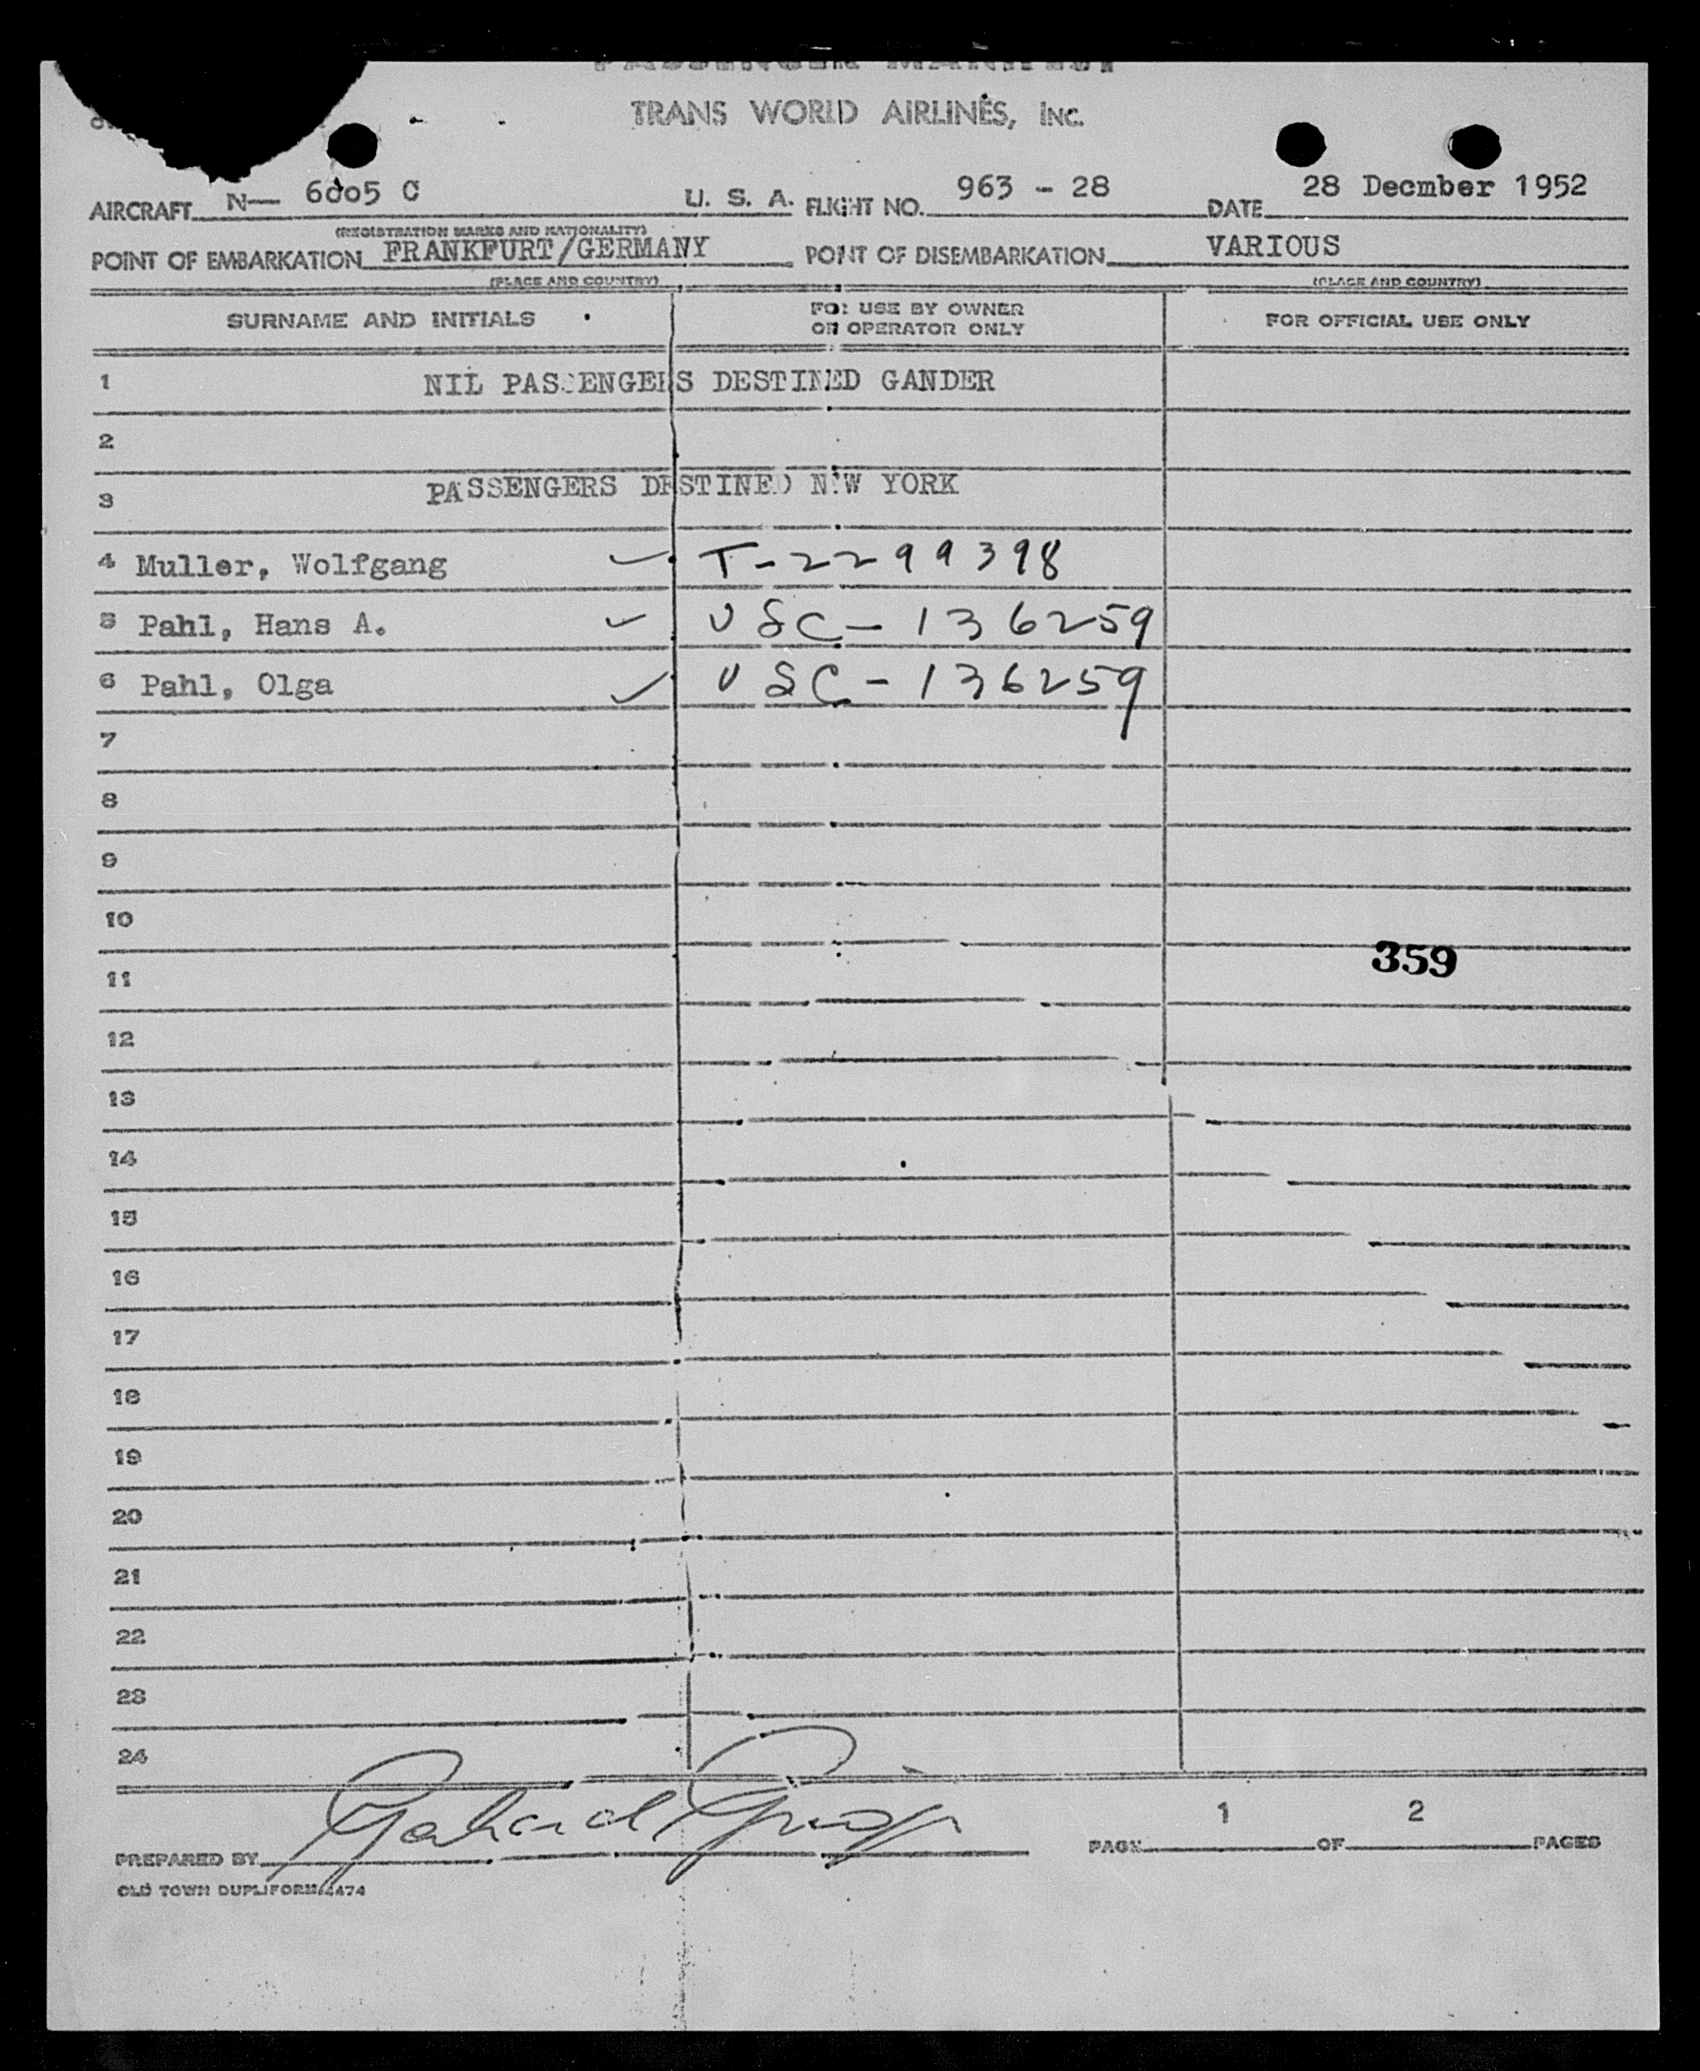 PASSENGER MANIFEST
TRANS WORLD AIRLINES, INC.
AIRCRAFT N— 6005 C U. S. A. FLIGHT NO. 963 - 28 DATE 28 Decmber 1952
(REGISTRATION MARKS AND NATIONALITY)
POINT OF EMBARKATION FRANKFURT/GERMANY POINT OF DISEMBARKATION VARIOUS
(PLACE AND COUNTRY) (PLACE AND COUNTRY)
SURNAME AND INITIALS FOR USE BY OWNER OR OPERATOR ONLY FOR OFFICIAL USE ONLY
1 NIL PASSENGERS DESTINED GANDER
2
3 PASSENGERS DESTINED NEW YORK
4 Muller, Wolfgang ✓ T-2299398
5 Pahl, Hans A. ✓ USC-136259
6 Pahl, Olga ✓ USC-136259
7
8
9
10
359
11
12
13
14
15
16
17
18
19
20
21
22
23
24
PREPARED BY PAGE 1 OF 2 PAGES
OLD TOWN DUPLIFORM 4474